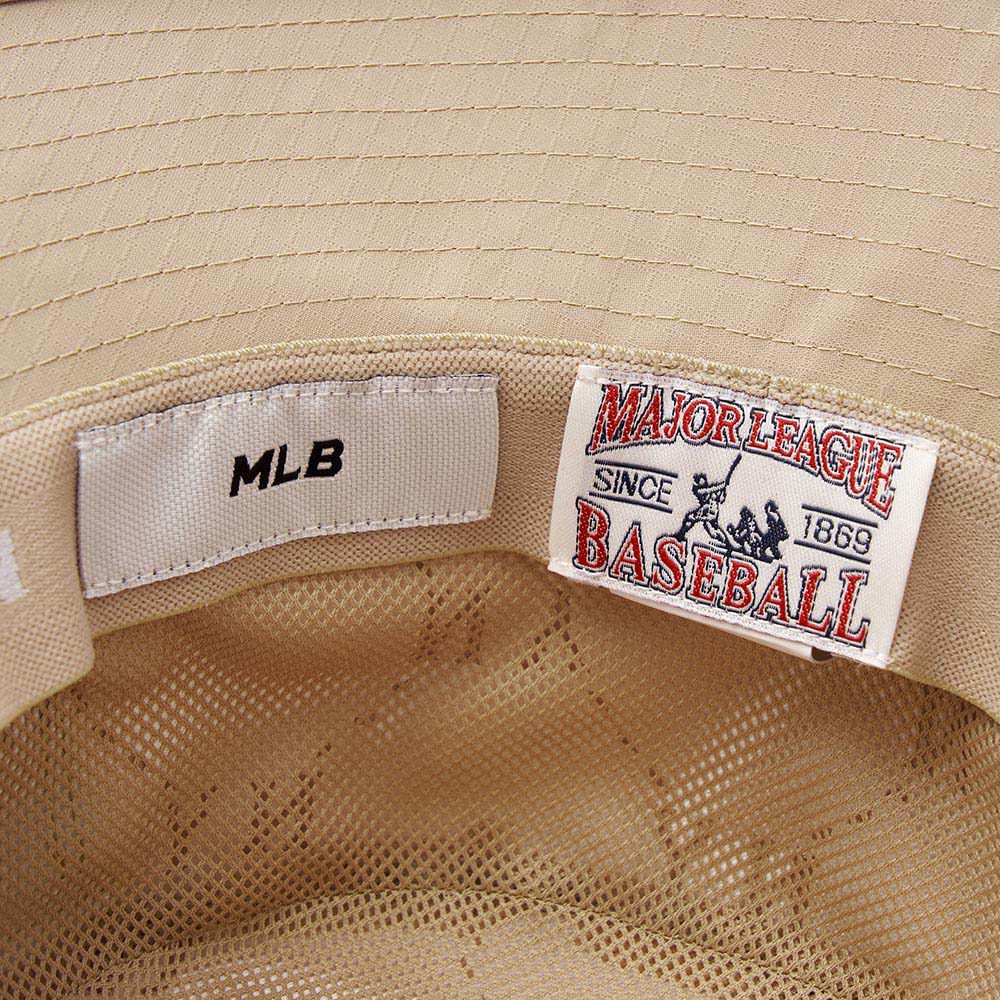 MLB
MAJOR LEAGUE
SINCE 1869
BASEBALL